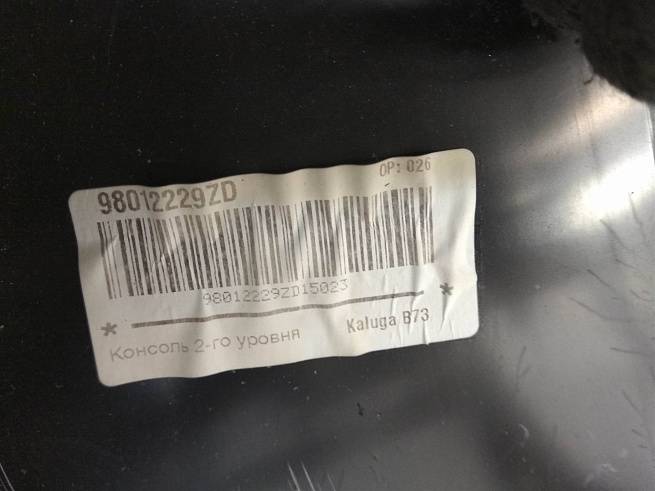 98012229ZD
OP: 026
98012229ZD15023
* *
Консоль 2-го уровня Kaluga B73